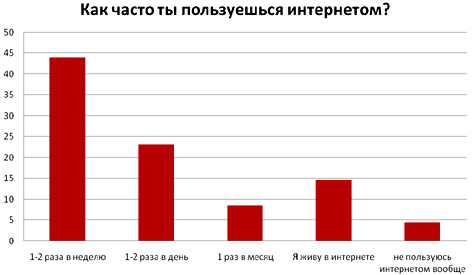 Как часто ты пользуешься интернетом?
50
45
40
35
30
25
20
15
10
5
0
1-2 раза в неделю
1-2 раза в день
1 раз в месяц
Я живу в интернете
не пользуюсь
интернетом вообще